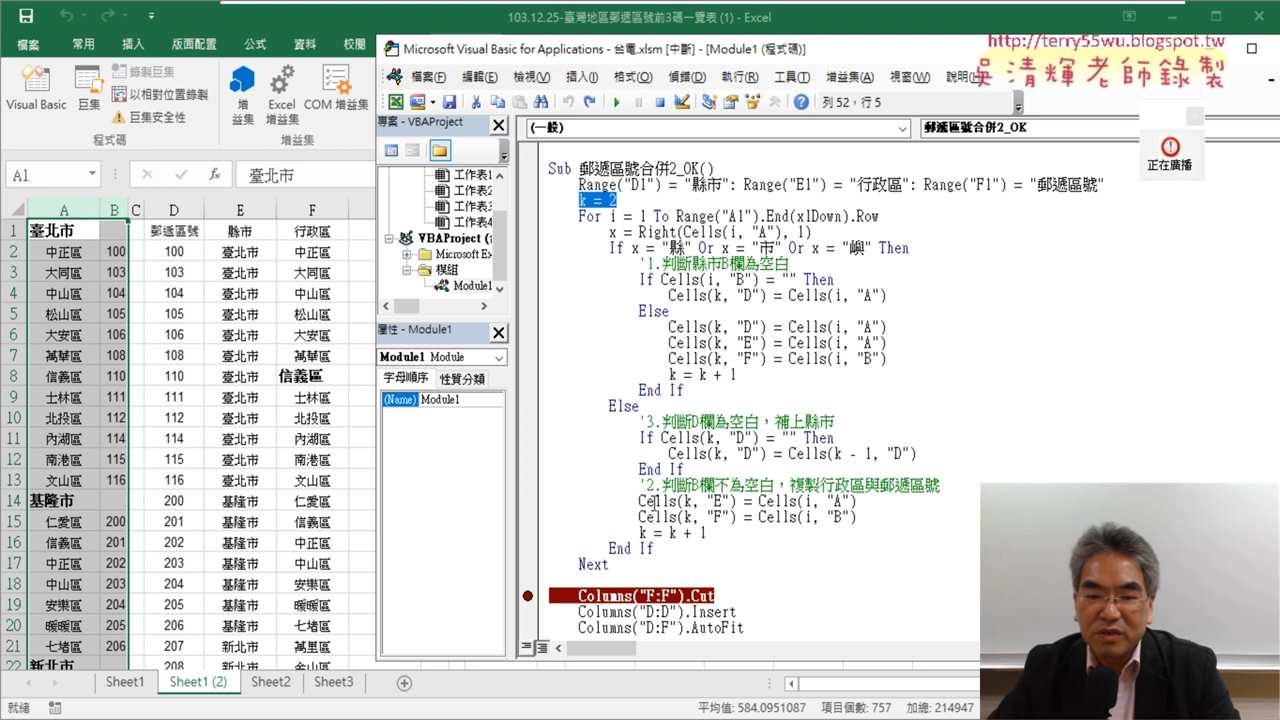 103.12.25-臺灣地區郵遞區號前3碼一覽表 (1) - Excel
檔案 常用 插入 版面配置 公式 資料 校閱
Visual Basic 巨集 錄製巨集
以相對位置錄製
巨集安全性
增益集 Excel 增益集 COM 增益集
程式碼 增益集
A1 fx 臺北市
A B C D E F
1 臺北市 郵遞區號 縣市 行政區
2 中正區 100 100 臺北市 中正區
3 大同區 103 103 臺北市 大同區
4 中山區 104 104 臺北市 中山區
5 松山區 105 105 臺北市 松山區
6 大安區 106 106 臺北市 大安區
7 萬華區 108 108 臺北市 萬華區
8 信義區 110 110 臺北市 信義區
9 士林區 111 111 臺北市 士林區
10 北投區 112 112 臺北市 北投區
11 內湖區 114 114 臺北市 內湖區
12 南港區 115 115 臺北市 南港區
13 文山區 116 116 臺北市 文山區
14 基隆市 200 基隆市 仁愛區
15 仁愛區 200 201 基隆市 信義區
16 信義區 201 202 基隆市 中正區
17 中正區 202 203 基隆市 中山區
18 中山區 203 204 基隆市 安樂區
19 安樂區 204 205 基隆市 暖暖區
20 暖暖區 205 206 基隆市 七堵區
21 七堵區 206 207 新北市 萬里區
22 新北市 208 新北市 金山區
Sheet1 Sheet1 (2) Sheet2 Sheet3
就緒 平均值: 584.0951087 項目個數: 757 加總: 214947
Microsoft Visual Basic for Applications - 台電.xlsm [中斷] - [Module1 (程式碼)]
檔案(F) 編輯(E) 檢視(V) 插入(I) 格式(O) 偵錯(D) 執行(R) 工具(T) 增益集(A) 視窗(W) 說明(H)
列 52，行 5
專案 - VBAProject
工作表1
工作表2
工作表3
工作表4
VBAProject (
Microsoft Ex
模組
Module1
屬性 - Module1
Module1 Module
字母順序 性質分類
(Name) Module1
(一般) 郵遞區號合併2_OK
Sub 郵遞區號合併2_OK()
Range("D1") = "縣市": Range("E1") = "行政區": Range("F1") = "郵遞區號"
k = 2
For i = 1 To Range("A1").End(xlDown).Row
x = Right(Cells(i, "A"), 1)
If x = "縣" Or x = "市" Or x = "嶼" Then
'1.判斷縣市B欄為空白
If Cells(i, "B") = "" Then
Cells(k, "D") = Cells(i, "A")
Else
Cells(k, "D") = Cells(i, "A")
Cells(k, "E") = Cells(i, "A")
Cells(k, "F") = Cells(i, "B")
k = k + 1
End If
Else
'3.判斷D欄為空白，補上縣市
If Cells(k, "D") = "" Then
Cells(k, "D") = Cells(k - 1, "D")
End If
'2.判斷B欄不為空白，複製行政區與郵遞區號
Cells(k, "E") = Cells(i, "A")
Cells(k, "F") = Cells(i, "B")
k = k + 1
End If
Next
Columns("F:F").Cut
Columns("D:D").Insert
Columns("D:F").AutoFit
http://terry55wu.blogspot.tw
吳清輝老師錄製
正在廣播